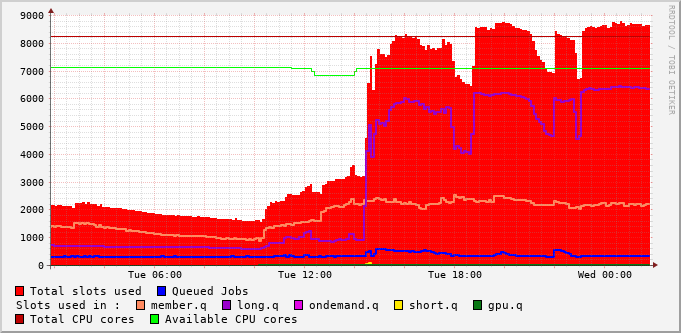 9000
8000
7000
6000
5000
4000
3000
2000
1000
0
Tue 06:00 Tue 12:00 Tue 18:00 Wed 00:00
Total slots used Queued Jobs
Slots used in : member.q long.q ondemand.q short.q gpu.q
Total CPU cores Available CPU cores
RRDTOOL / TOBI OETIKER